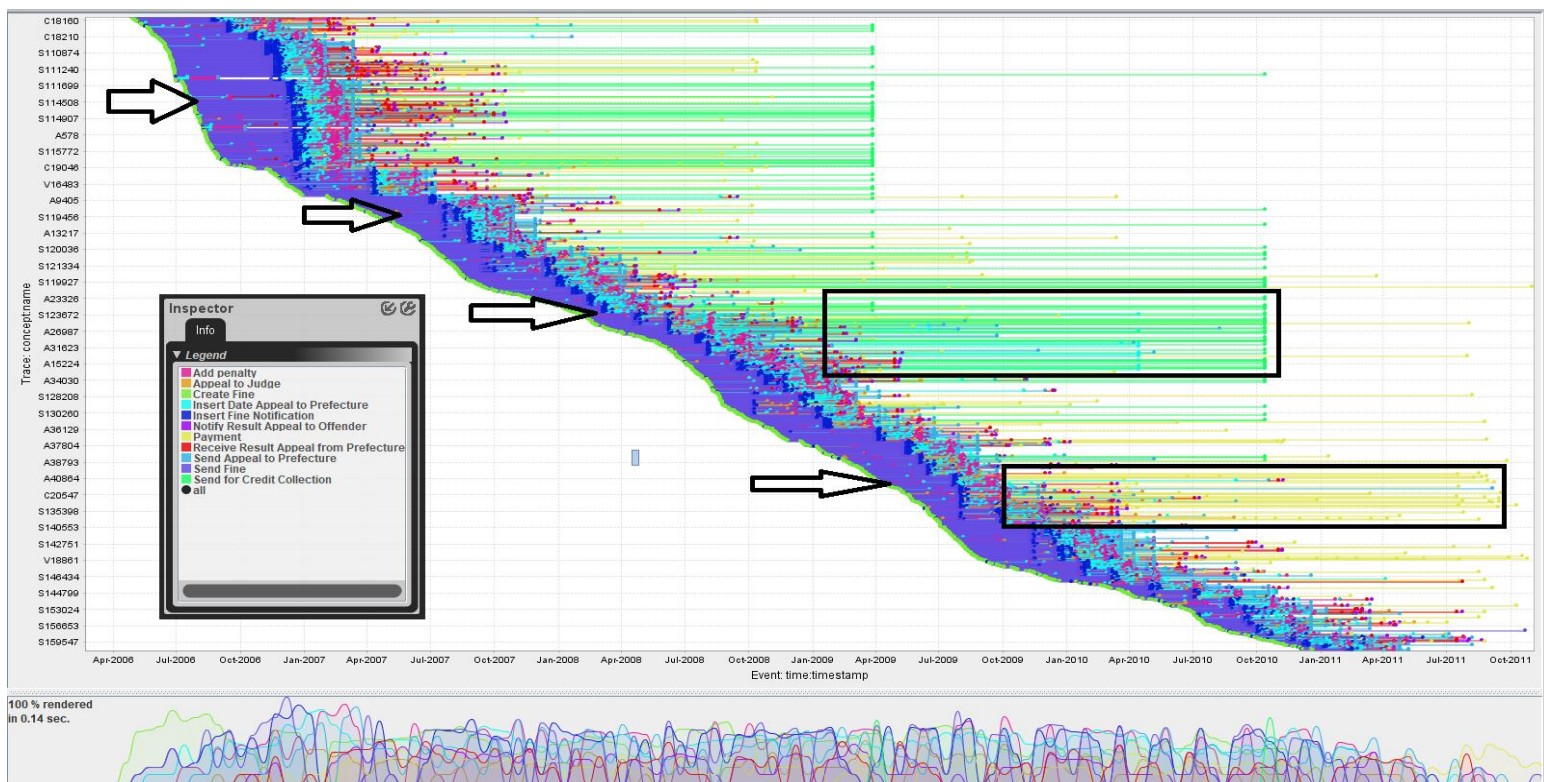 C18160
C18210
S110874
S111240
S111699
S114508
S114907
A578
S115772
C19046
V16483
A9405
S119456
A13217
S120036
S121334
S119927
A23326
S123672
A26987
A31623
A15224
A34030
S128208
S130260
A36129
A37804
A38793
A40864
C20547
S135398
S140553
S142751
V18861
S146434
S144799
S153024
S156653
S159547
Trace: concept:name
Inspector
Info
▼ Legend
Add penalty
Appeal to Judge
Create Fine
Insert Date Appeal to Prefecture
Insert Fine Notification
Notify Result Appeal to Offender
Payment
Receive Result Appeal from Prefecture
Send Appeal to Prefecture
Send Fine
Send for Credit Collection
all
Apr-2006 Jul-2006 Oct-2006 Jan-2007 Apr-2007 Jul-2007 Oct-2007 Jan-2008 Apr-2008 Jul-2008 Oct-2008 Jan-2009 Apr-2009 Jul-2009 Oct-2009 Jan-2010 Apr-2010 Jul-2010 Oct-2010 Jan-2011 Apr-2011 Jul-2011 Oct-2011
Event: time:timestamp
100 % rendered
in 0.14 sec.